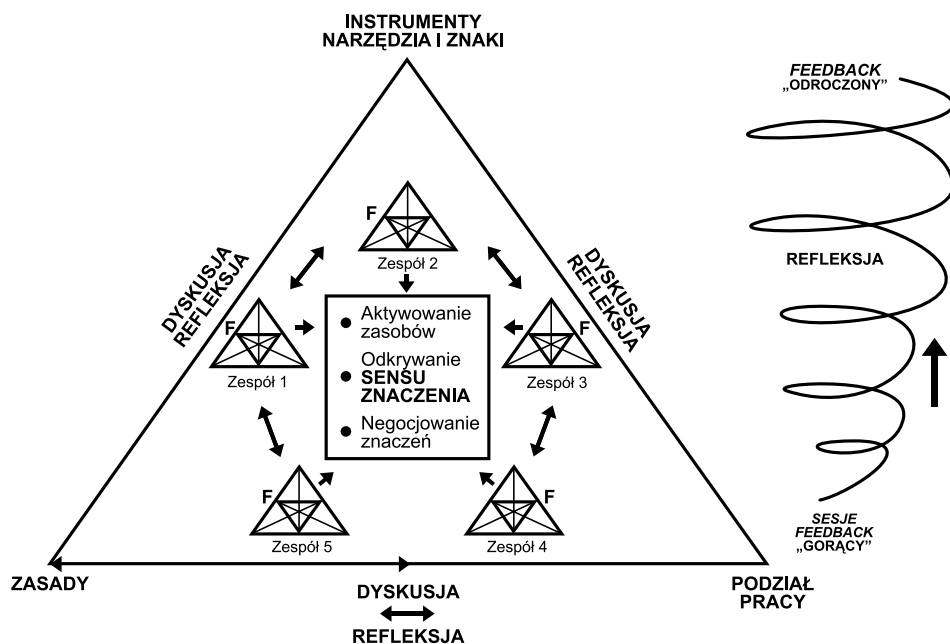 INSTRUMENTY
NARZĘDZIA I ZNAKI
FEEDBACK
„ODROCZONY”
F
Zespół 2
DYSKUSJA
REFLEKSJA
DYSKUSJA
REFLEKSJA
REFLEKSJA
F
Zespół 1
Aktywowanie
zasobów
Odkrywanie
SENSU
ZNACZENIA
Negocjowanie
znaczeń
F
Zespół 3
F
Zespół 5
F
Zespół 4
SESJE
FEEDBACK
„GORĄCY”
ZASADY
DYSKUSJA
REFLEKSJA
PODZIAŁ
PRACY